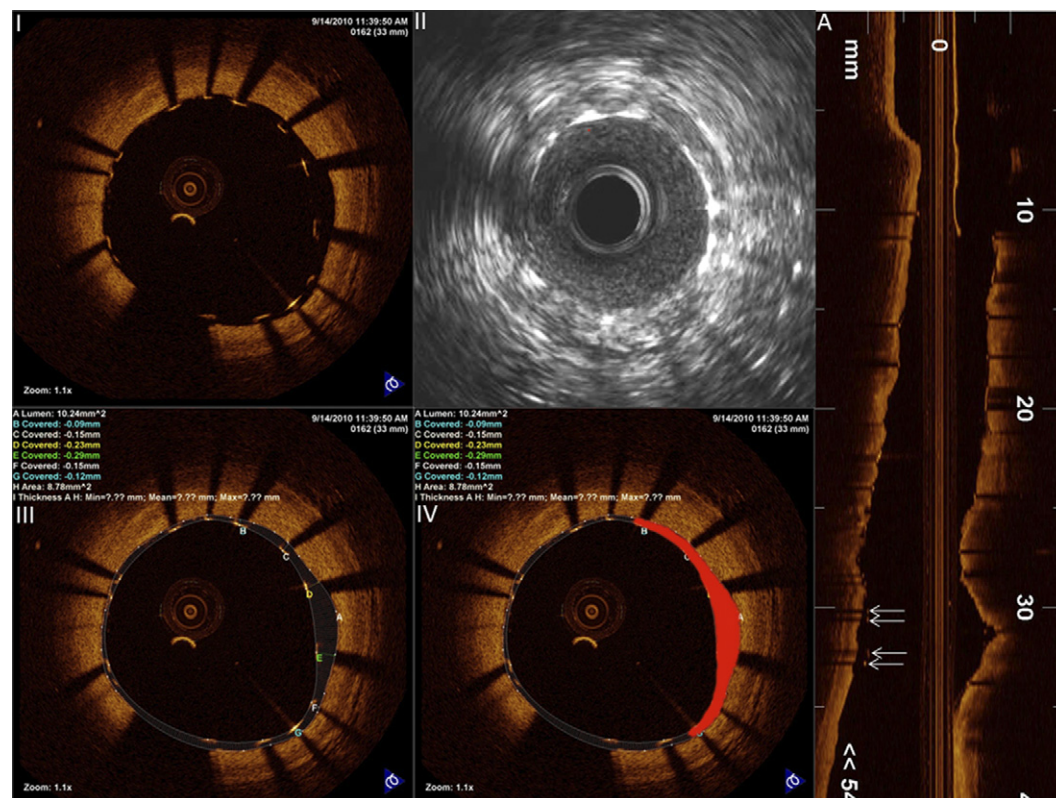 I
9/14/2010 11:39:50 AM
0162 (33 mm)
Zoom: 1.1x
II
A Lumen: 10.24mm^2
B Covered: -0.09mm
C Covered: -0.15mm
D Covered: -0.23mm
E Covered: -0.29mm
F Covered: -0.15mm
G Covered: -0.12mm
H Area: 8.78mm^2
I Thickness A H: Min=?.?? mm; Mean=?.?? mm; Max=?.?? mm
9/14/2010 11:39:50 AM
0162 (33 mm)
III
B
C
D
A
E
F
G
Zoom: 1.1x
A Lumen: 10.24mm^2
B Covered: -0.09mm
C Covered: -0.15mm
D Covered: -0.23mm
E Covered: -0.29mm
F Covered: -0.15mm
G Covered: -0.12mm
H Area: 8.78mm^2
I Thickness A H: Min=?.?? mm; Mean=?.?? mm; Max=?.?? mm
9/14/2010 11:39:50 AM
0162 (33 mm)
IV
B
A
Zoom: 1.1x
A
mm
0
10
20
30